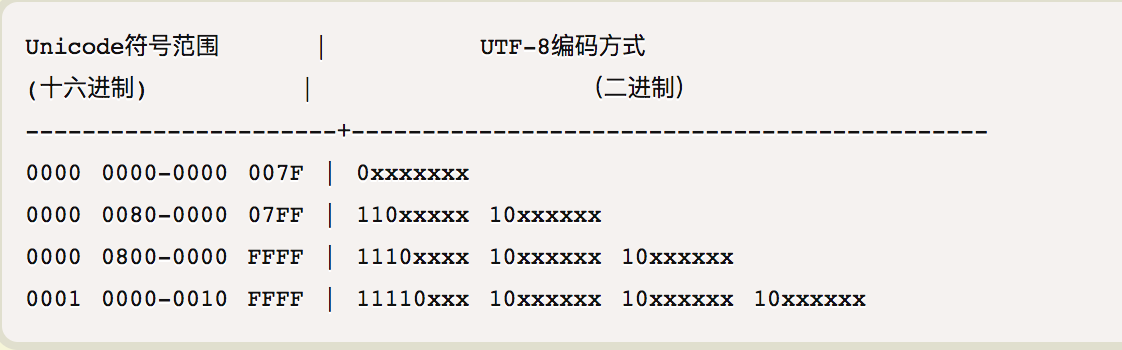 Unicode符号范围 | UTF-8编码方式
(十六进制) | （二进制）
----------------------+---------------------------------------------
0000 0000-0000 007F | 0xxxxxxx
0000 0080-0000 07FF | 110xxxxx 10xxxxxx
0000 0800-0000 FFFF | 1110xxxx 10xxxxxx 10xxxxxx
0001 0000-0010 FFFF | 11110xxx 10xxxxxx 10xxxxxx 10xxxxxx